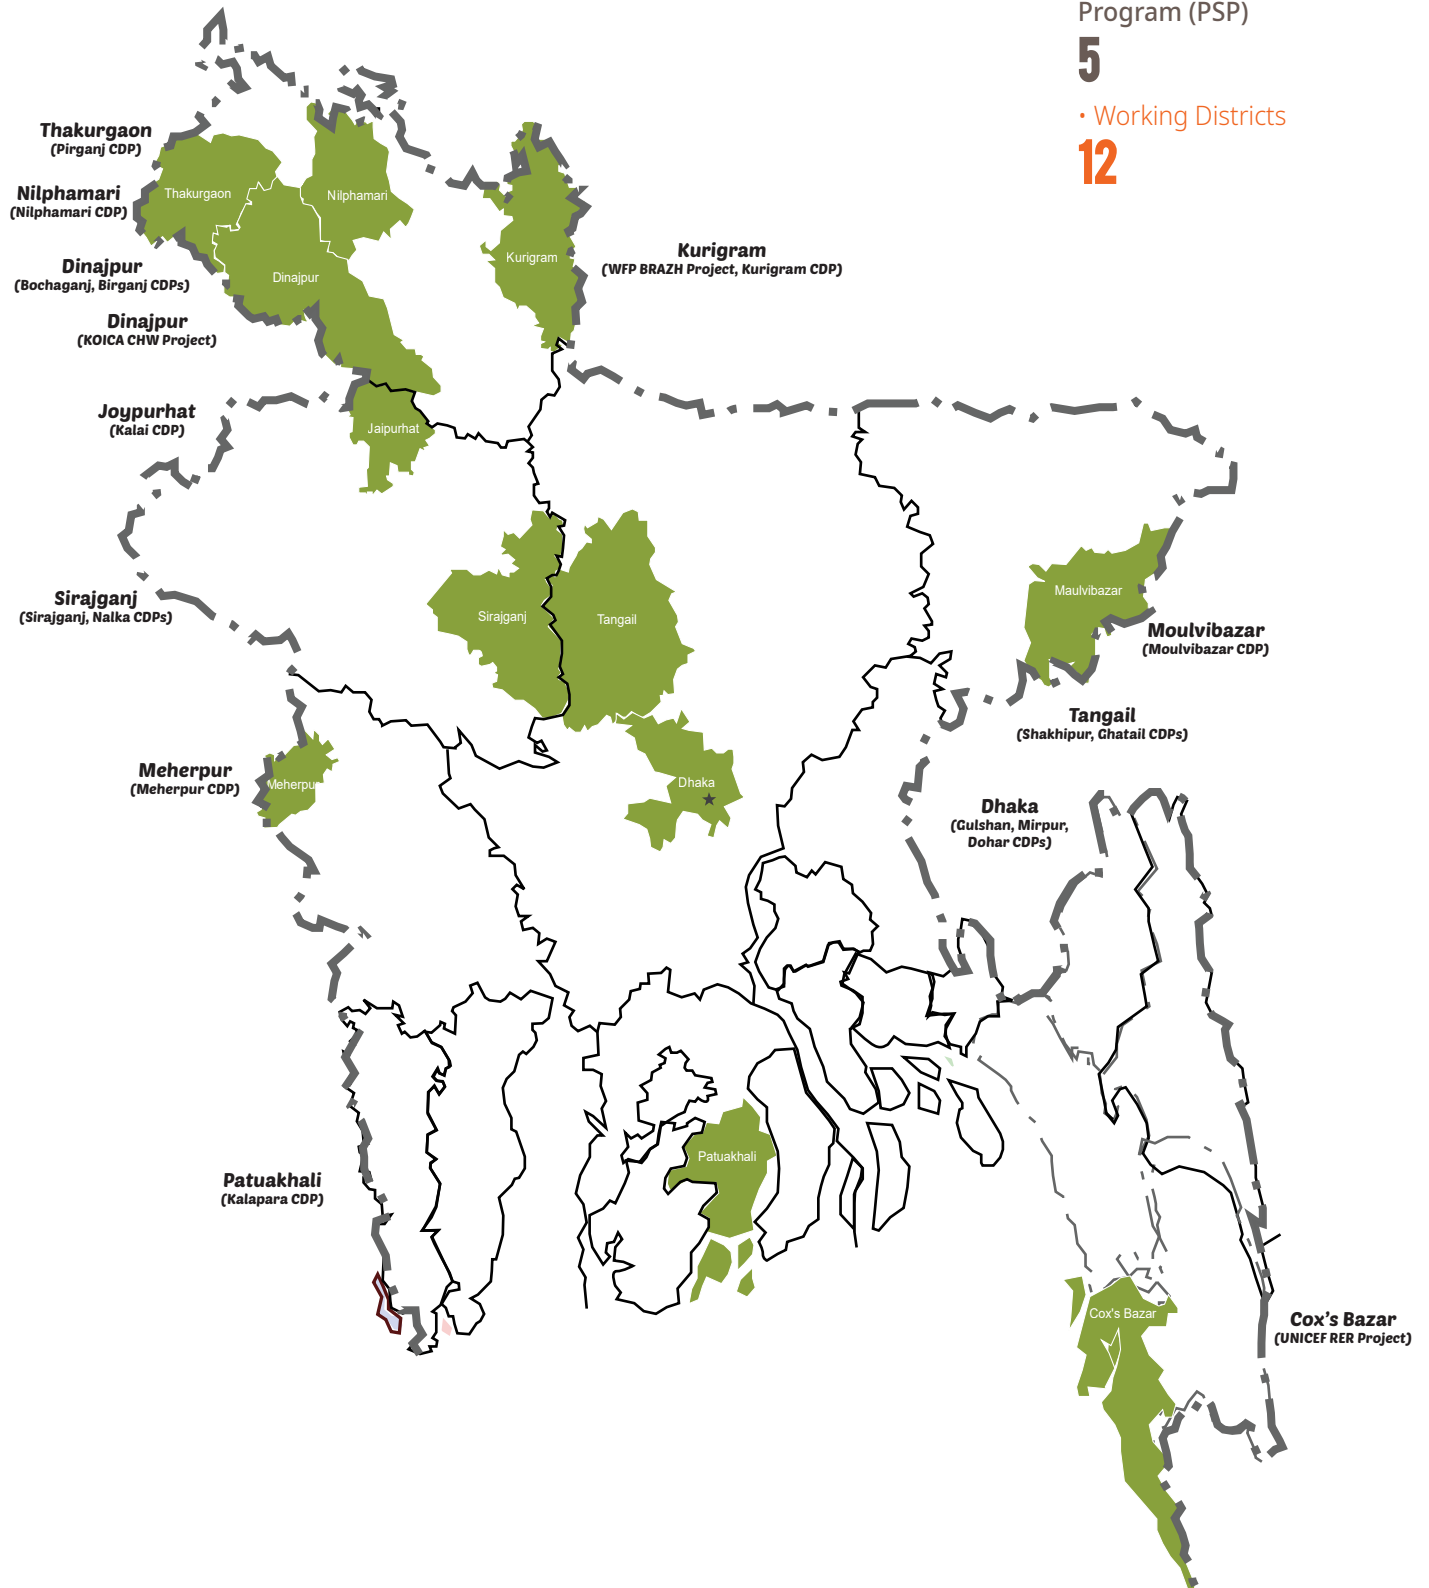 Program (PSP)
5
• Working Districts
12
Thakurgaon
(Pirganj CDP)
Nilphamari
(Nilphamari CDP)
Dinajpur
(Bochaganj, Birganj CDPs)
Dinajpur
(KOICA CHW Project)
Joypurhat
(Kalai CDP)
Sirajganj
(Sirajganj, Nalka CDPs)
Meherpur
(Meherpur CDP)
Patuakhali
(Kalapara CDP)
Kurigram
(WFP BRAZH Project, Kurigram CDP)
Moulvibazar
(Moulvibazar CDP)
Tangail
(Shakhipur, Ghatail CDPs)
Dhaka
(Gulshan, Mirpur,
Dohar CDPs)
Cox's Bazar
(UNICEF RER Project)
Thakurgaon
Nilphamari
Dinajpur
Kurigram
Jaipurhat
Sirajganj
Tangail
Maulvibazar
Meherpur
Dhaka
Patuakhali
Cox's Bazar